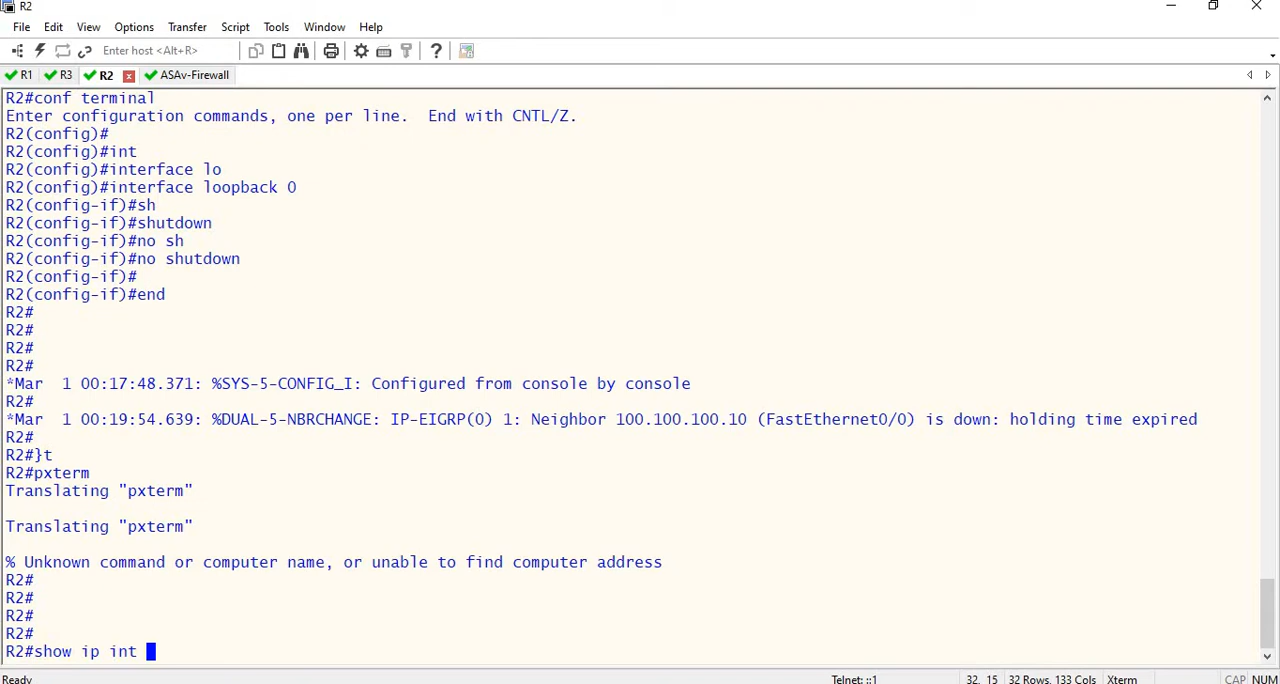 R2
File Edit View Options Transfer Script Tools Window Help
Enter host <Alt+R>
R1 R3 R2 ASAv-Firewall
R2#conf terminal
Enter configuration commands, one per line.  End with CNTL/Z.
R2(config)#
R2(config)#int
R2(config)#interface lo
R2(config)#interface loopback 0
R2(config-if)#sh
R2(config-if)#shutdown
R2(config-if)#no sh
R2(config-if)#no shutdown
R2(config-if)#
R2(config-if)#end
R2#
R2#
R2#
R2#
*Mar  1 00:17:48.371: %SYS-5-CONFIG_I: Configured from console by console
R2#
*Mar  1 00:19:54.639: %DUAL-5-NBRCHANGE: IP-EIGRP(0) 1: Neighbor 100.100.100.10 (FastEthernet0/0) is down: holding time expired
R2#
R2#}t
R2#pxterm
Translating "pxterm"
Translating "pxterm"
% Unknown command or computer name, or unable to find computer address
R2#
R2#
R2#
R2#
R2#show ip int
Ready Telnet: ::1 32, 15 32 Rows, 133 Cols Xterm CAP NUM